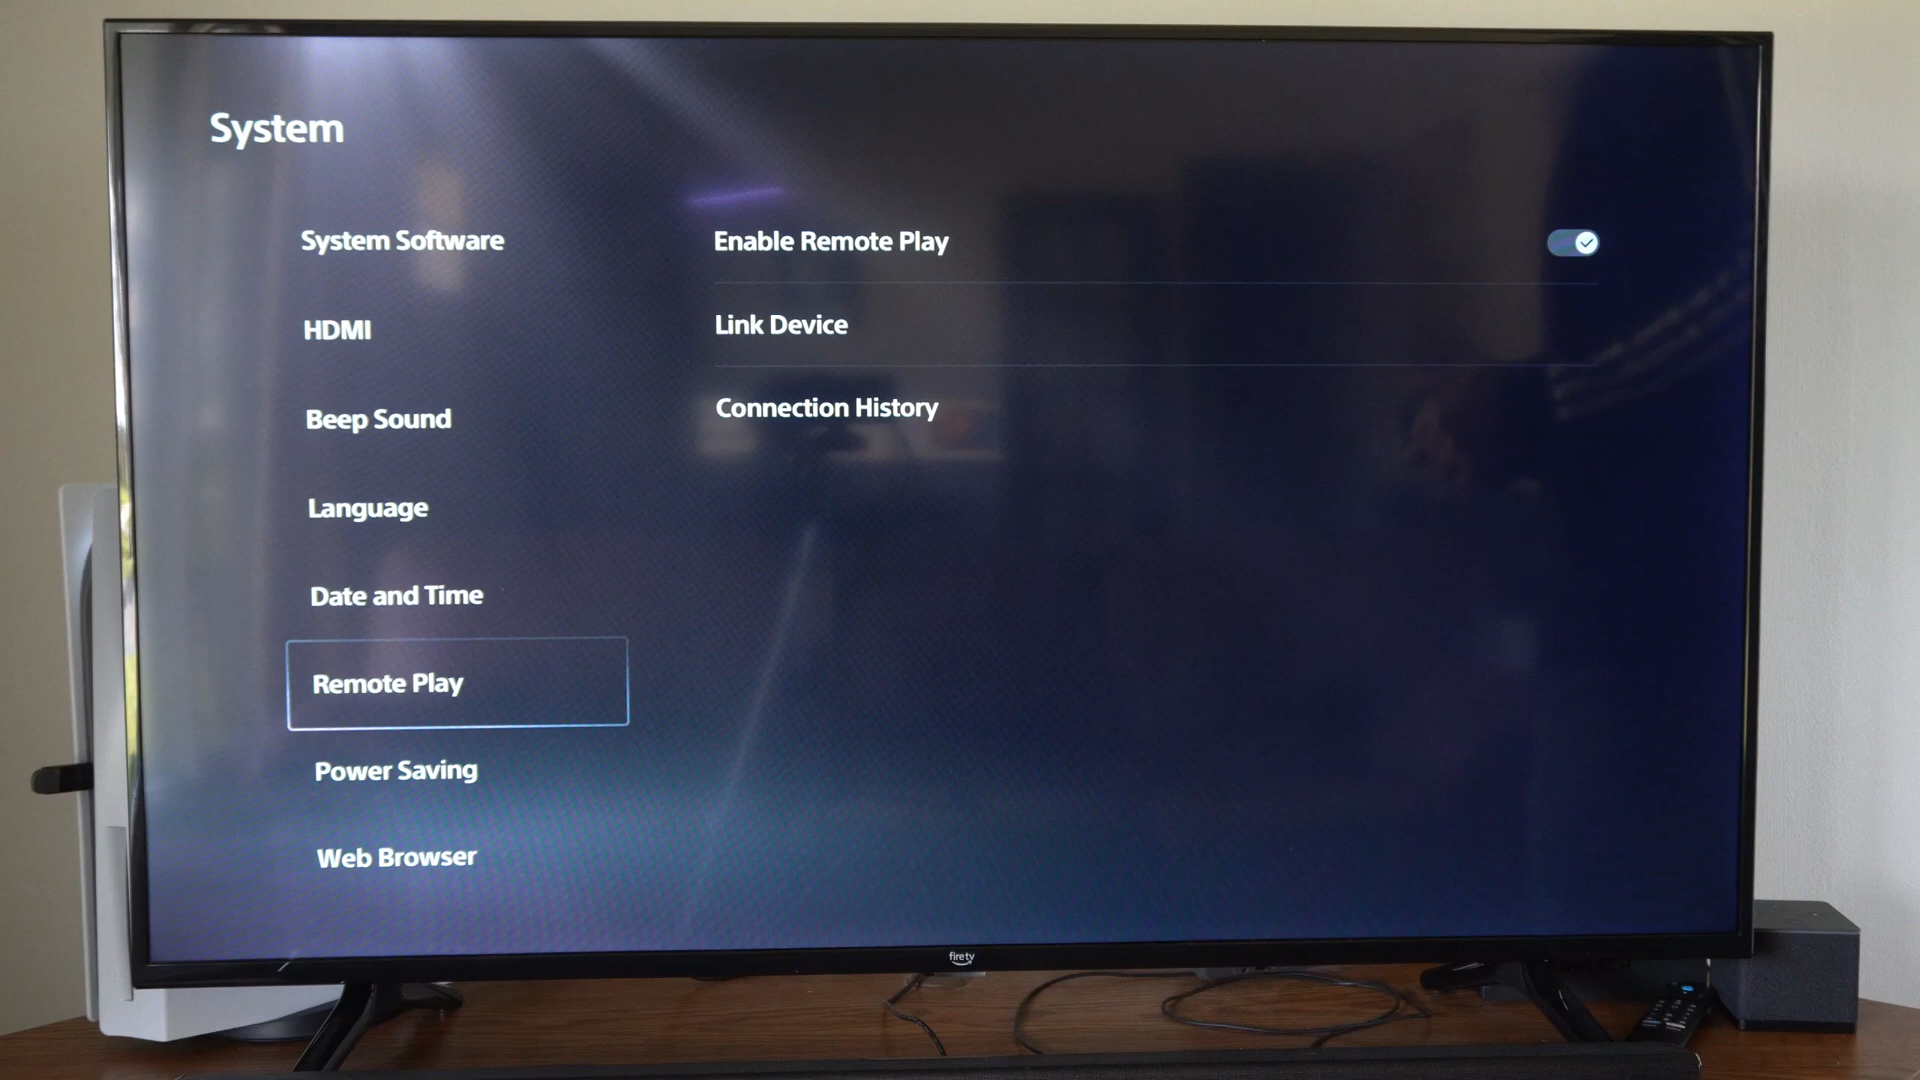 System
System Software
HDMI
Beep Sound
Language
Date and Time
Remote Play
Power Saving
Web Browser
Enable Remote Play
Link Device
Connection History
firetv